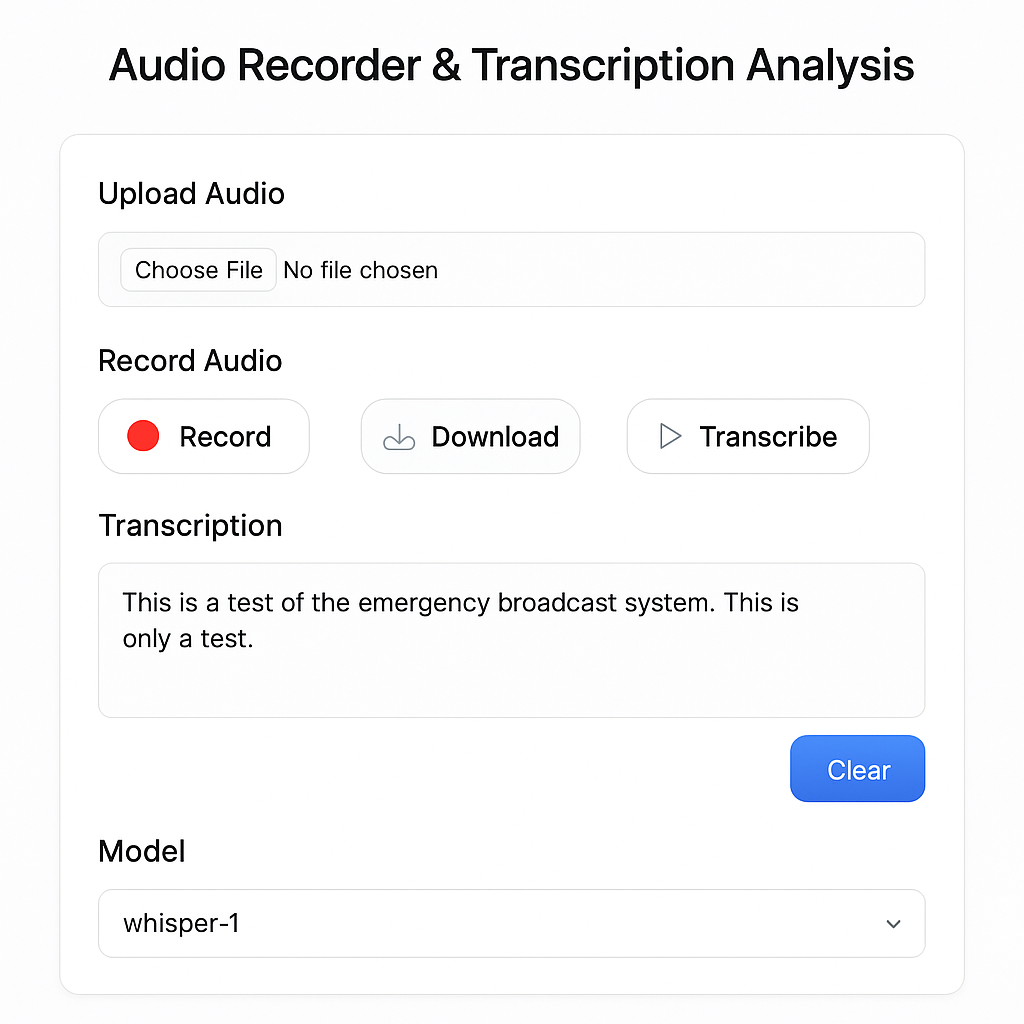 Audio Recorder & Transcription Analysis
Upload Audio
Choose File No file chosen
Record Audio
Record Download Transcribe
Transcription
This is a test of the emergency broadcast system. This is
only a test.
Clear
Model
whisper-1